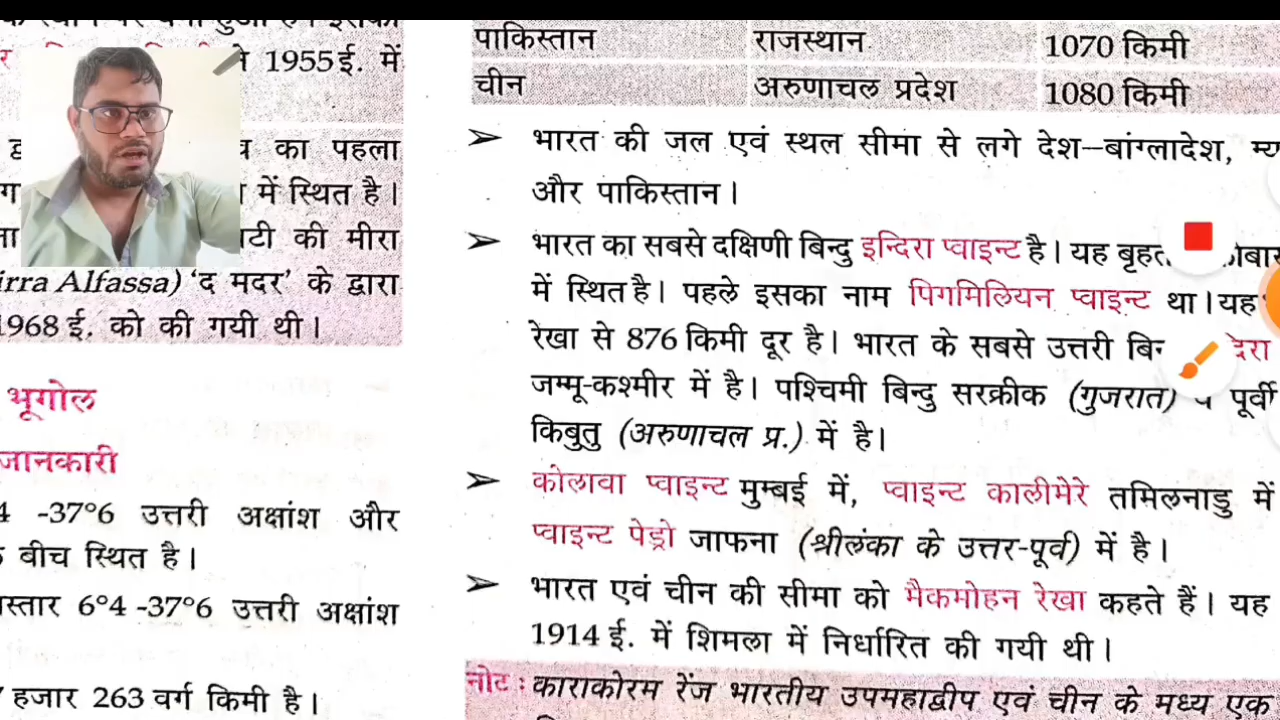 1955 ई. में
का पहला
में स्थित है।
की मीरा
Alfassa) ‘द मदर’ के द्वारा
1968 ई. को की गयी थी।
भूगोल
जानकारी
-37°6 उत्तरी अक्षांश और
बीच स्थित है।
6°4 -37°6 उत्तरी अक्षांश
हजार 263 वर्ग किमी है।
पाकिस्तान राजस्थान 1070 किमी
चीन अरुणाचल प्रदेश 1080 किमी
➢ भारत की जल एवं स्थल सीमा से लगे देश–बांग्लादेश,
और पाकिस्तान।
➢ भारत का सबसे दक्षिणी बिन्दु इन्दिरा प्वाइन्ट है। यह
में स्थित है। पहले इसका नाम पिगमिलियन प्वाइन्ट था। यह
रेखा से 876 किमी दूर है। भारत के सबसे उत्तरी
जम्मू-कश्मीर में है। पश्चिमी बिन्दु सरक्रीक (गुजरात) व पूर्वी
किबुतु (अरुणाचल प्र.) में है।
➢ कोलावा प्वाइन्ट मुम्बई में, प्वाइन्ट कालीमेरे तमिलनाडु में
प्वाइन्ट पेड्रो जाफना (श्रीलंका के उत्तर-पूर्व) में है।
➢ भारत एवं चीन की सीमा को मैकमोहन रेखा कहते हैं। यह
1914 ई. में शिमला में निर्धारित की गयी थी।
नोट : काराकोरम रेंज भारतीय उपमहाद्वीप एवं चीन के मध्य एक